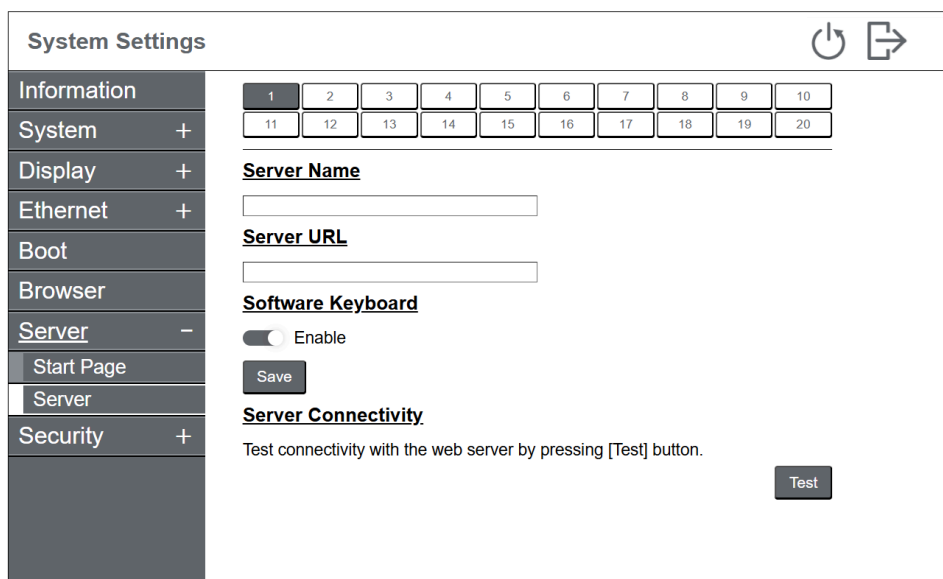 System Settings
Information
System +
Display +
Ethernet +
Boot
Browser
Server −
Start Page
Server
Security +
1 2 3 4 5 6 7 8 9 10
11 12 13 14 15 16 17 18 19 20
Server Name
Server URL
Software Keyboard
Enable
Save
Server Connectivity
Test connectivity with the web server by pressing [Test] button.
Test